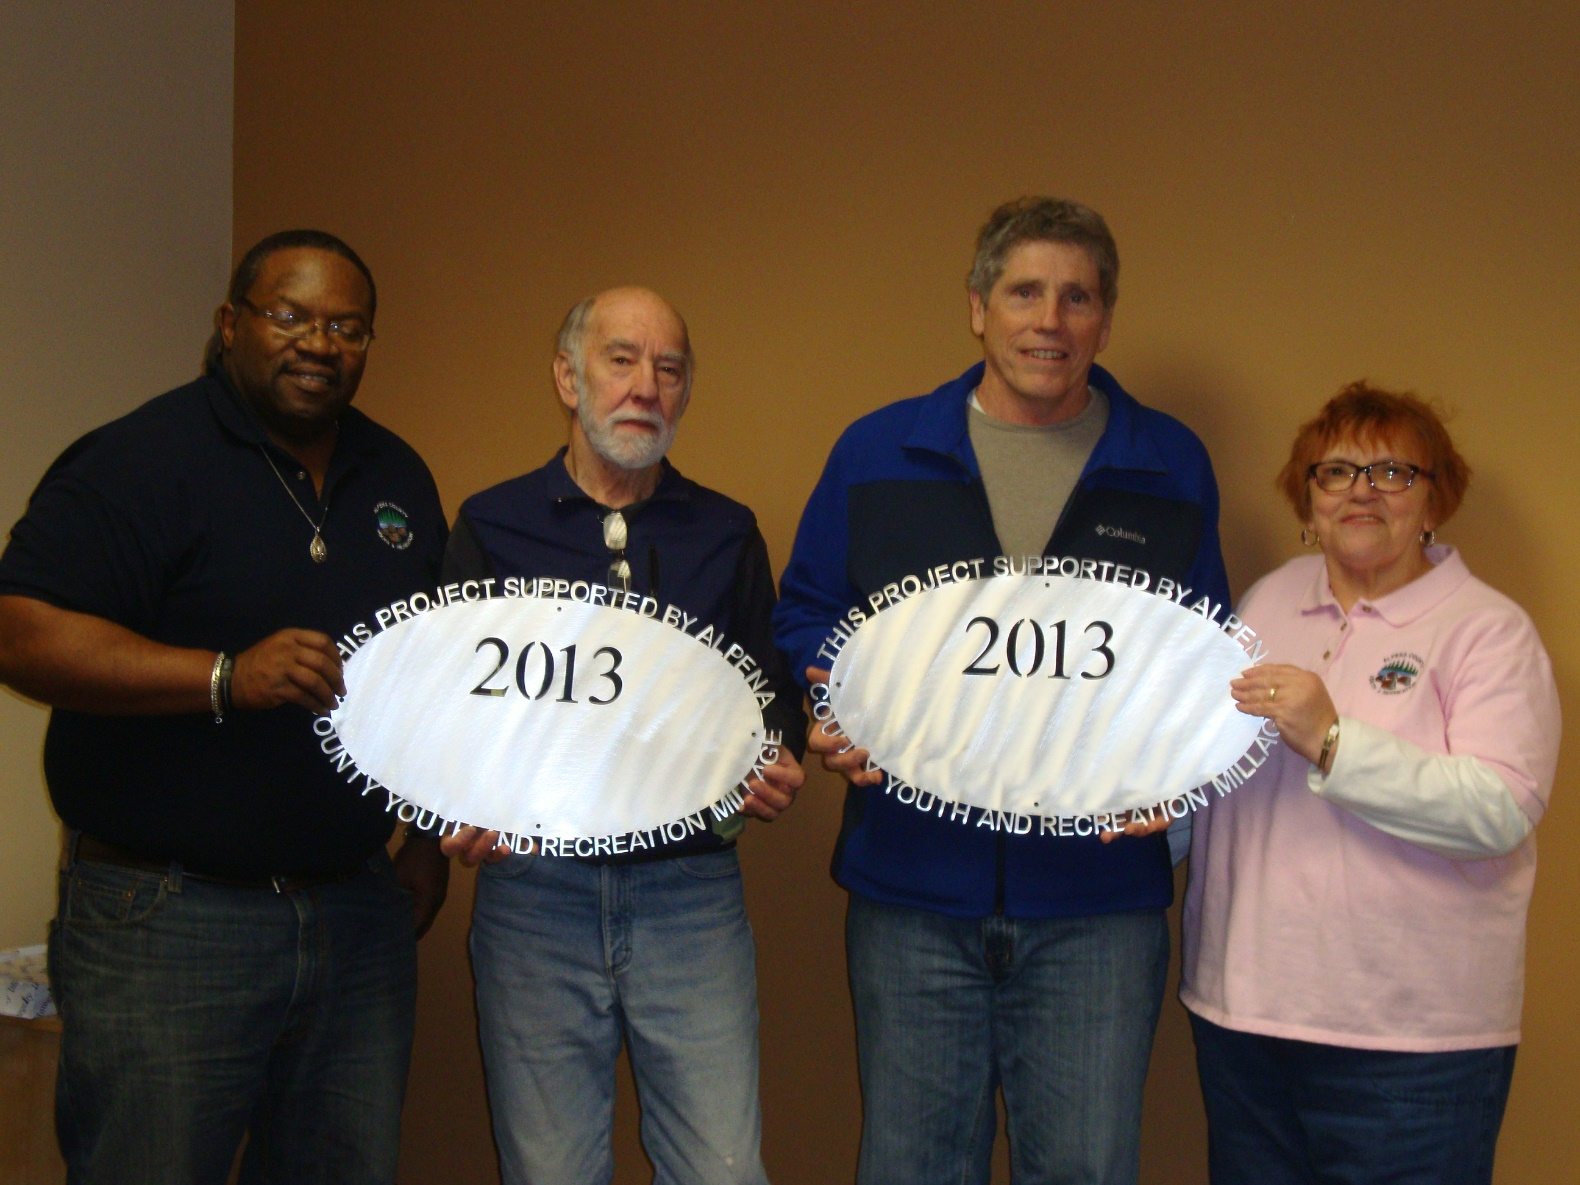 THIS PROJECT SUPPORTED BY ALPENA
2013
COUNTY YOUTH AND RECREATION MILLAGE
THIS PROJECT SUPPORTED BY ALPENA
2013
COUNTY YOUTH AND RECREATION MILLAGE
Columbia